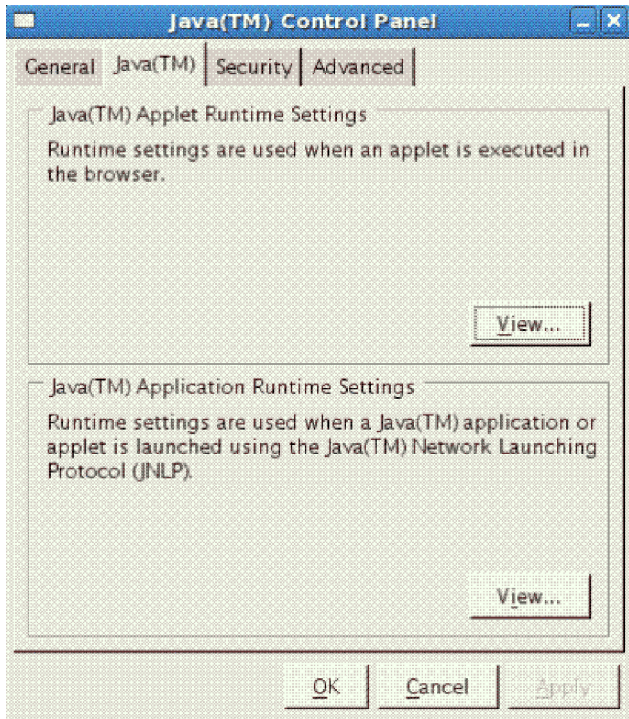 Java(TM) Control Panel
General Java(TM) Security Advanced
Java(TM) Applet Runtime Settings
Runtime settings are used when an applet is executed in
the browser.
View...
Java(TM) Application Runtime Settings
Runtime settings are used when a Java(TM) application or
applet is launched using the Java(TM) Network Launching
Protocol (JNLP).
View...
OK Cancel Apply